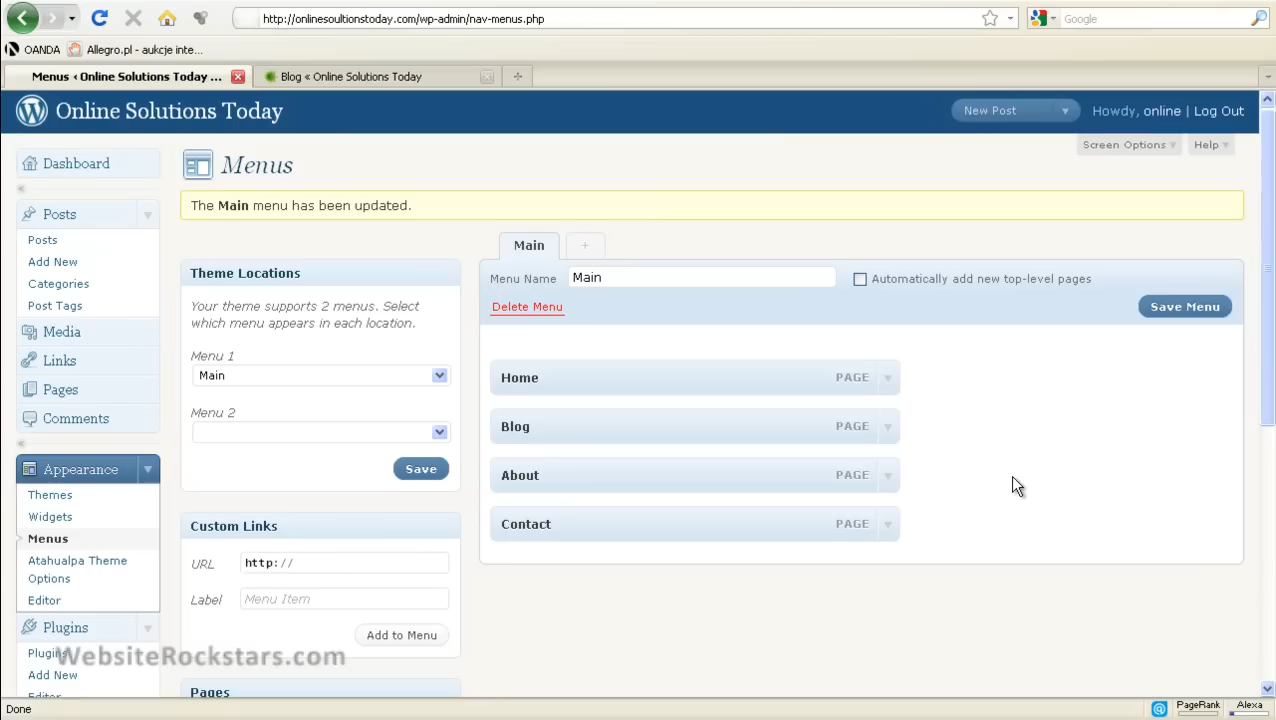 http://onlinesoultionstoday.com/wp-admin/nav-menus.php
Google
OANDA
Allegro.pl - aukcje inte...
Menus ‹ Online Solutions Today ...
Blog « Online Solutions Today
Online Solutions Today
New Post
Howdy, online | Log Out
Screen Options
Help
Dashboard
Menus
The Main menu has been updated.
Posts
Posts
Add New
Categories
Post Tags
Media
Links
Pages
Comments
Appearance
Themes
Widgets
Menus
Atahualpa Theme
Options
Editor
Plugins
Plugins
Add New
Editor
Theme Locations
Your theme supports 2 menus. Select
which menu appears in each location.
Menu 1
Main
Menu 2
Save
Custom Links
URL
http://
Label
Menu Item
Add to Menu
Pages
Main
+
Menu Name
Main
Automatically add new top-level pages
Delete Menu
Save Menu
Home PAGE
Blog PAGE
About PAGE
Contact PAGE
WebsiteRockstars.com
Done
PageRank
Alexa